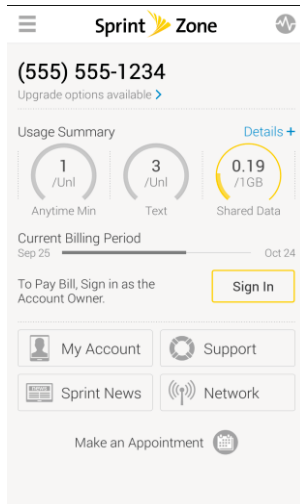 Sprint Zone
(555) 555-1234
Upgrade options available >
Usage Summary
Details +
1
/Unl
Anytime Min
3
/Unl
Text
0.19
/1GB
Shared Data
Current Billing Period
Sep 25
Oct 24
To Pay Bill, Sign in as the
Account Owner.
Sign In
My Account
Support
NEWS
Sprint News
Network
Make an Appointment